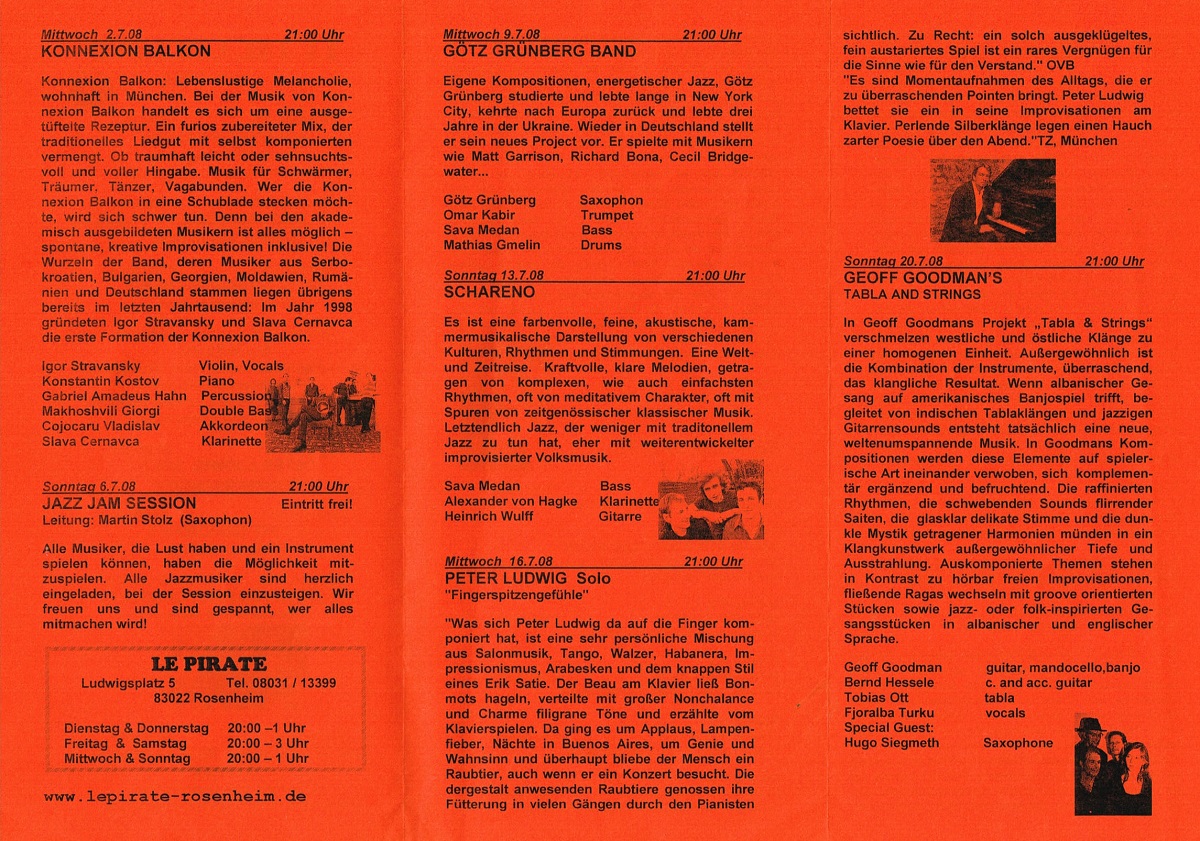 Mittwoch 2.7.08 21:00 Uhr
KONNEXION BALKON
Konnexion Balkon: Lebenslustige Melancholie,
wohnhaft in München. Bei der Musik von Kon-
nexion Balkon handelt es sich um eine ausge-
tüftelte Rezeptur. Ein furios zubereiteter Mix, der
traditionelles Liedgut mit selbst komponierten
vermengt. Ob traumhaft leicht oder sehnsuchts-
voll und voller Hingabe. Musik für Schwärmer,
Träumer, Tänzer, Vagabunden. Wer die Kon-
nexion Balkon in eine Schublade stecken möch-
te, wird sich schwer tun. Denn bei den akade-
misch ausgebildeten Musikern ist alles möglich –
spontane, kreative Improvisationen inklusive! Die
Wurzeln der Band, deren Musiker aus Serbo-
kroatien, Bulgarien, Georgien, Moldawien, Rumä-
nien und Deutschland stammen liegen übrigens
bereits im letzten Jahrtausend: Im Jahr 1998
gründeten Igor Stravansky und Slava Cernavca
die erste Formation der Konnexion Balkon.
Igor Stravansky Violin, Vocals
Konstantin Kostov Piano
Gabriel Amadeus Hahn Percussion
Makhoshvili Giorgi Double Bass
Cojocaru Vladislav Akkordeon
Slava Cernavca Klarinette
Sonntag 6.7.08 21:00 Uhr
JAZZ JAM SESSION Eintritt frei!
Leitung: Martin Stolz (Saxophon)
Alle Musiker, die Lust haben und ein Instrument
spielen können, haben die Möglichkeit mit-
zuspielen. Alle Jazzmusiker sind herzlich
eingeladen, bei der Session einzusteigen. Wir
freuen uns und sind gespannt, wer alles
mitmachen wird!
LE PIRATE
Ludwigsplatz 5 Tel. 08031 / 13399
83022 Rosenheim
Dienstag & Donnerstag 20:00 –1 Uhr
Freitag & Samstag 20:00 – 3 Uhr
Mittwoch & Sonntag 20:00 – 1 Uhr
www.lepirate-rosenheim.de
Mittwoch 9.7.08 21:00 Uhr
GÖTZ GRÜNBERG BAND
Eigene Kompositionen, energetischer Jazz, Götz
Grünberg studierte und lebte lange in New York
City, kehrte nach Europa zurück und lebte drei
Jahre in der Ukraine. Wieder in Deutschland stellt
er sein neues Project vor. Er spielte mit Musikern
wie Matt Garrison, Richard Bona, Cecil Bridge-
water...
Götz Grünberg Saxophon
Omar Kabir Trumpet
Sava Medan Bass
Mathias Gmelin Drums
Sonntag 13.7.08 21:00 Uhr
SCHARENO
Es ist eine farbenvolle, feine, akustische, kam-
mermusikalische Darstellung von verschiedenen
Kulturen, Rhythmen und Stimmungen. Eine Welt-
und Zeitreise. Kraftvolle, klare Melodien, getra-
gen von komplexen, wie auch einfachsten
Rhythmen, oft von meditativem Charakter, oft mit
Spuren von zeitgenössischer klassischer Musik.
Letztendlich Jazz, der weniger mit traditonellem
Jazz zu tun hat, eher mit weiterentwickelter
improvisierter Volksmusik.
Sava Medan Bass
Alexander von Hagke Klarinette
Heinrich Wulff Gitarre
Mittwoch 16.7.08 21:00 Uhr
PETER LUDWIG Solo
"Fingerspitzengefühle"
"Was sich Peter Ludwig da auf die Finger kom-
poniert hat, ist eine sehr persönliche Mischung
aus Salonmusik, Tango, Walzer, Habanera, Im-
pressionismus, Arabesken und dem knappen Stil
eines Erik Satie. Der Beau am Klavier ließ Bon-
mots hageln, verteilte mit großer Nonchalance
und Charme filigrane Töne und erzählte vom
Klavierspielen. Da ging es um Applaus, Lampen-
fieber, Nächte in Buenos Aires, um Genie und
Wahnsinn und überhaupt bliebe der Mensch ein
Raubtier, auch wenn er ein Konzert besucht. Die
dergestalt anwesenden Raubtiere genossen ihre
Fütterung in vielen Gängen durch den Pianisten
sichtlich. Zu Recht: ein solch ausgeklügeltes,
fein austariertes Spiel ist ein rares Vergnügen für
die Sinne wie für den Verstand." OVB
"Es sind Momentaufnahmen des Alltags, die er
zu überraschenden Pointen bringt. Peter Ludwig
bettet sie ein in seine Improvisationen am
Klavier. Perlende Silberklänge legen einen Hauch
zarter Poesie über den Abend."TZ, München
Sonntag 20.7.08 21:00 Uhr
GEOFF GOODMAN'S
TABLA AND STRINGS
In Geoff Goodmans Projekt „Tabla & Strings“
verschmelzen westliche und östliche Klänge zu
einer homogenen Einheit. Außergewöhnlich ist
die Kombination der Instrumente, überraschend,
das klangliche Resultat. Wenn albanischer Ge-
sang auf amerikanisches Banjospiel trifft, be-
gleitet von indischen Tablaklängen und jazzigen
Gitarrensounds entsteht tatsächlich eine neue,
weltenumspannende Musik. In Goodmans Kom-
positionen werden diese Elemente auf spieler-
ische Art ineinander verwoben, sich komplemen-
tär ergänzend und befruchtend. Die raffinierten
Rhythmen, die schwebenden Sounds flirrender
Saiten, die glasklar delikate Stimme und die dun-
kle Mystik getragener Harmonien münden in ein
Klangkunstwerk außergewöhnlicher Tiefe und
Ausstrahlung. Auskomponierte Themen stehen
in Kontrast zu hörbar freien Improvisationen,
fließende Ragas wechseln mit groove orientierten
Stücken sowie jazz- oder folk-inspirierten Ge-
sangsstücken in albanischer und englischer
Sprache.
Geoff Goodman guitar, mandocello,banjo
Bernd Hessele c. and acc. guitar
Tobias Ott tabla
Fjoralba Turku vocals
Special Guest:
Hugo Siegmeth Saxophone